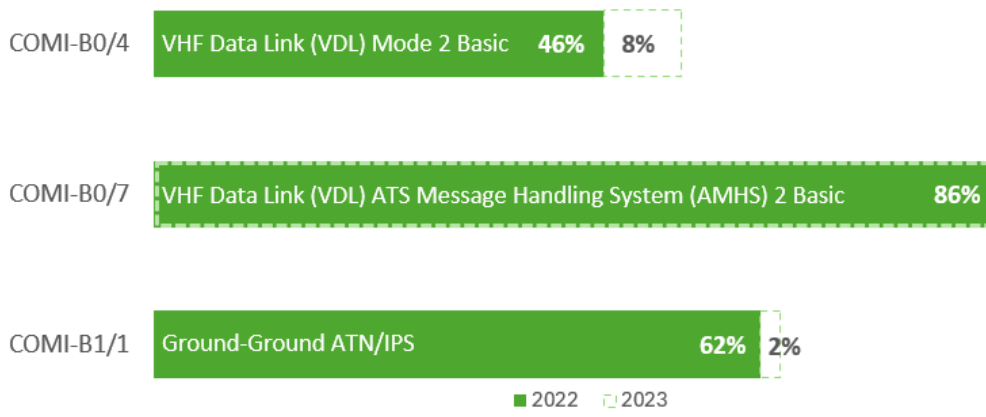 COMI-B0/4 VHF Data Link (VDL) Mode 2 Basic 46% 8%
COMI-B0/7 VHF Data Link (VDL) ATS Message Handling System (AMHS) 2 Basic 86%
COMI-B1/1 Ground-Ground ATN/IPS 62% 2%
2022 2023